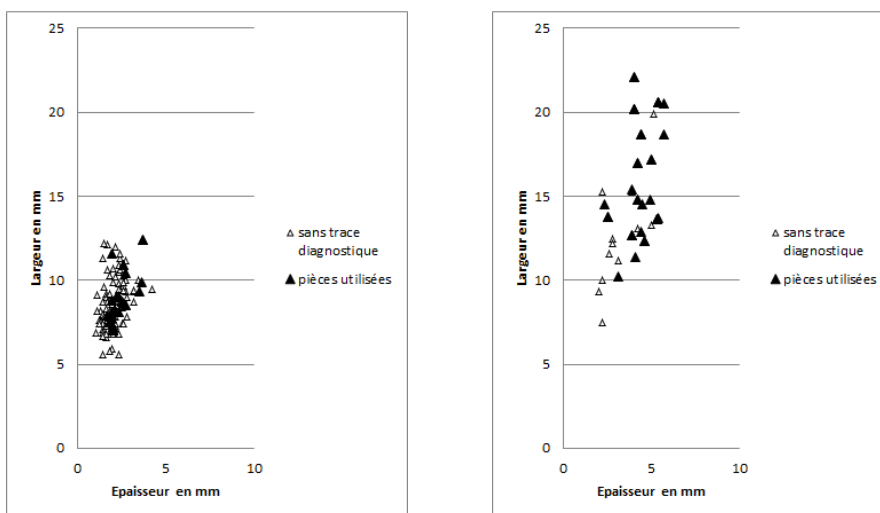 25
20
15
10
5
0
Largeur en mm
0 5 10
Epaisseur en mm
sans trace
diagnostique
pièces utilisées
25
20
15
10
5
0
Largeur en mm
0 5 10
Epaisseur en mm
sans trace
diagnostique
pièces utilisées